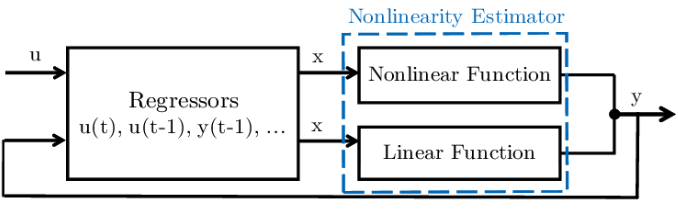 Nonlinearity Estimator
u
x
Nonlinear Function
Regressors
u(t), u(t-1), y(t-1), ...
y
x
Linear Function